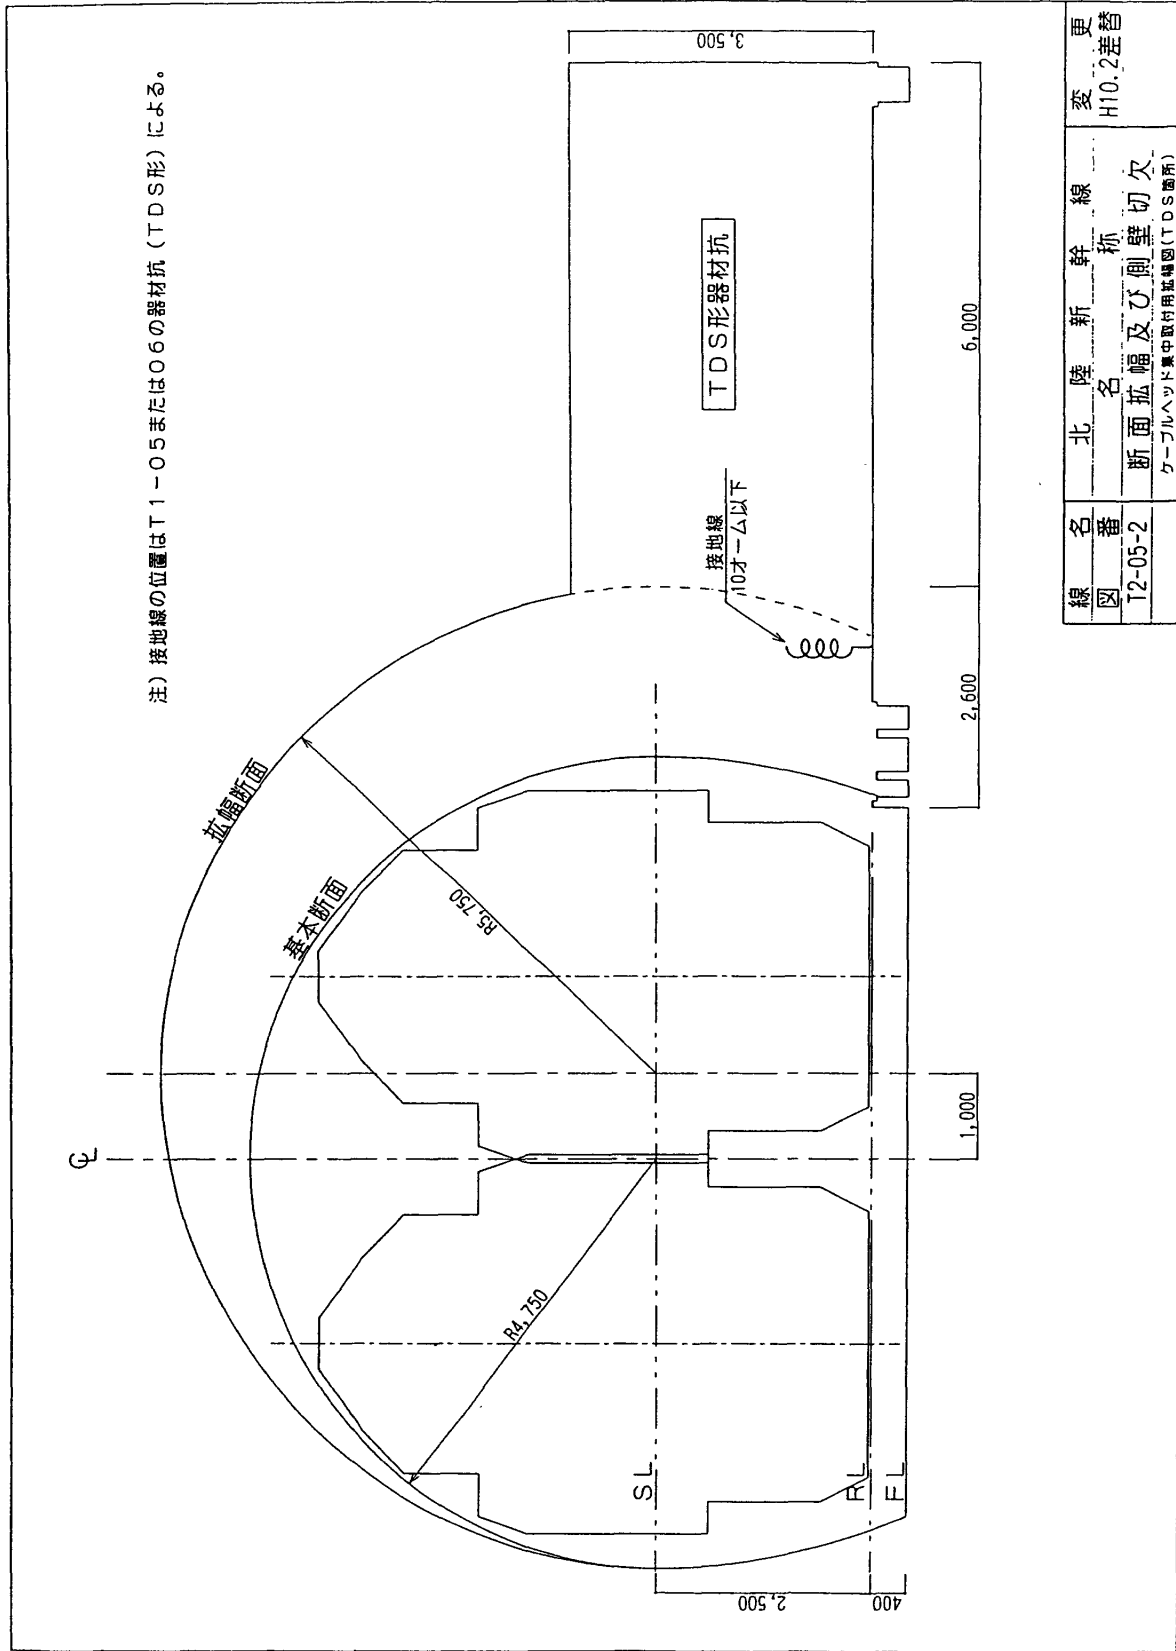 注) 接地線の位置はT1-05または06の器材抗(TDS形)による。
℄
拡幅断面
基本断面
R5,750
R4,750
SL
RL
FL
2,500
400
1,000
2,600
6,000
3,500
接地線
10オーム以下
TDS形器材抗
線名 北陸新幹線 変更
図番 名称 H10.2差替
T2-05-2 断面拡幅及び側壁切欠
ケーブルヘッド集中取付用拡幅図(TDS箇所)